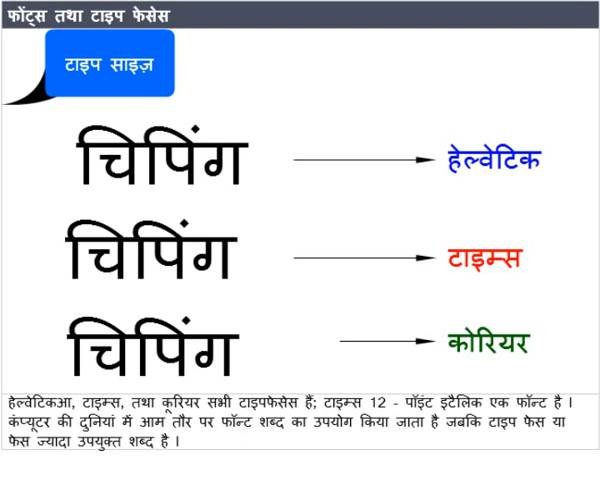 फोंट्स तथा टाइप फेसेस
टाइप साइज़
चिपिंग
हेल्वेटिक
चिपिंग
टाइम्स
चिपिंग
कोरियर
हेल्वेटिकआ, टाइम्स, तथा कूरियर सभी टाइपफेसेस हैं; टाइम्स 12 - पॉइंट इटैलिक एक फॉन्ट है ।
कंप्यूटर की दुनियां में आम तौर पर फॉन्ट शब्द का उपयोग किया जाता है जबकि टाइप फेस या
फेस ज्यादा उपयुक्त शब्द है ।